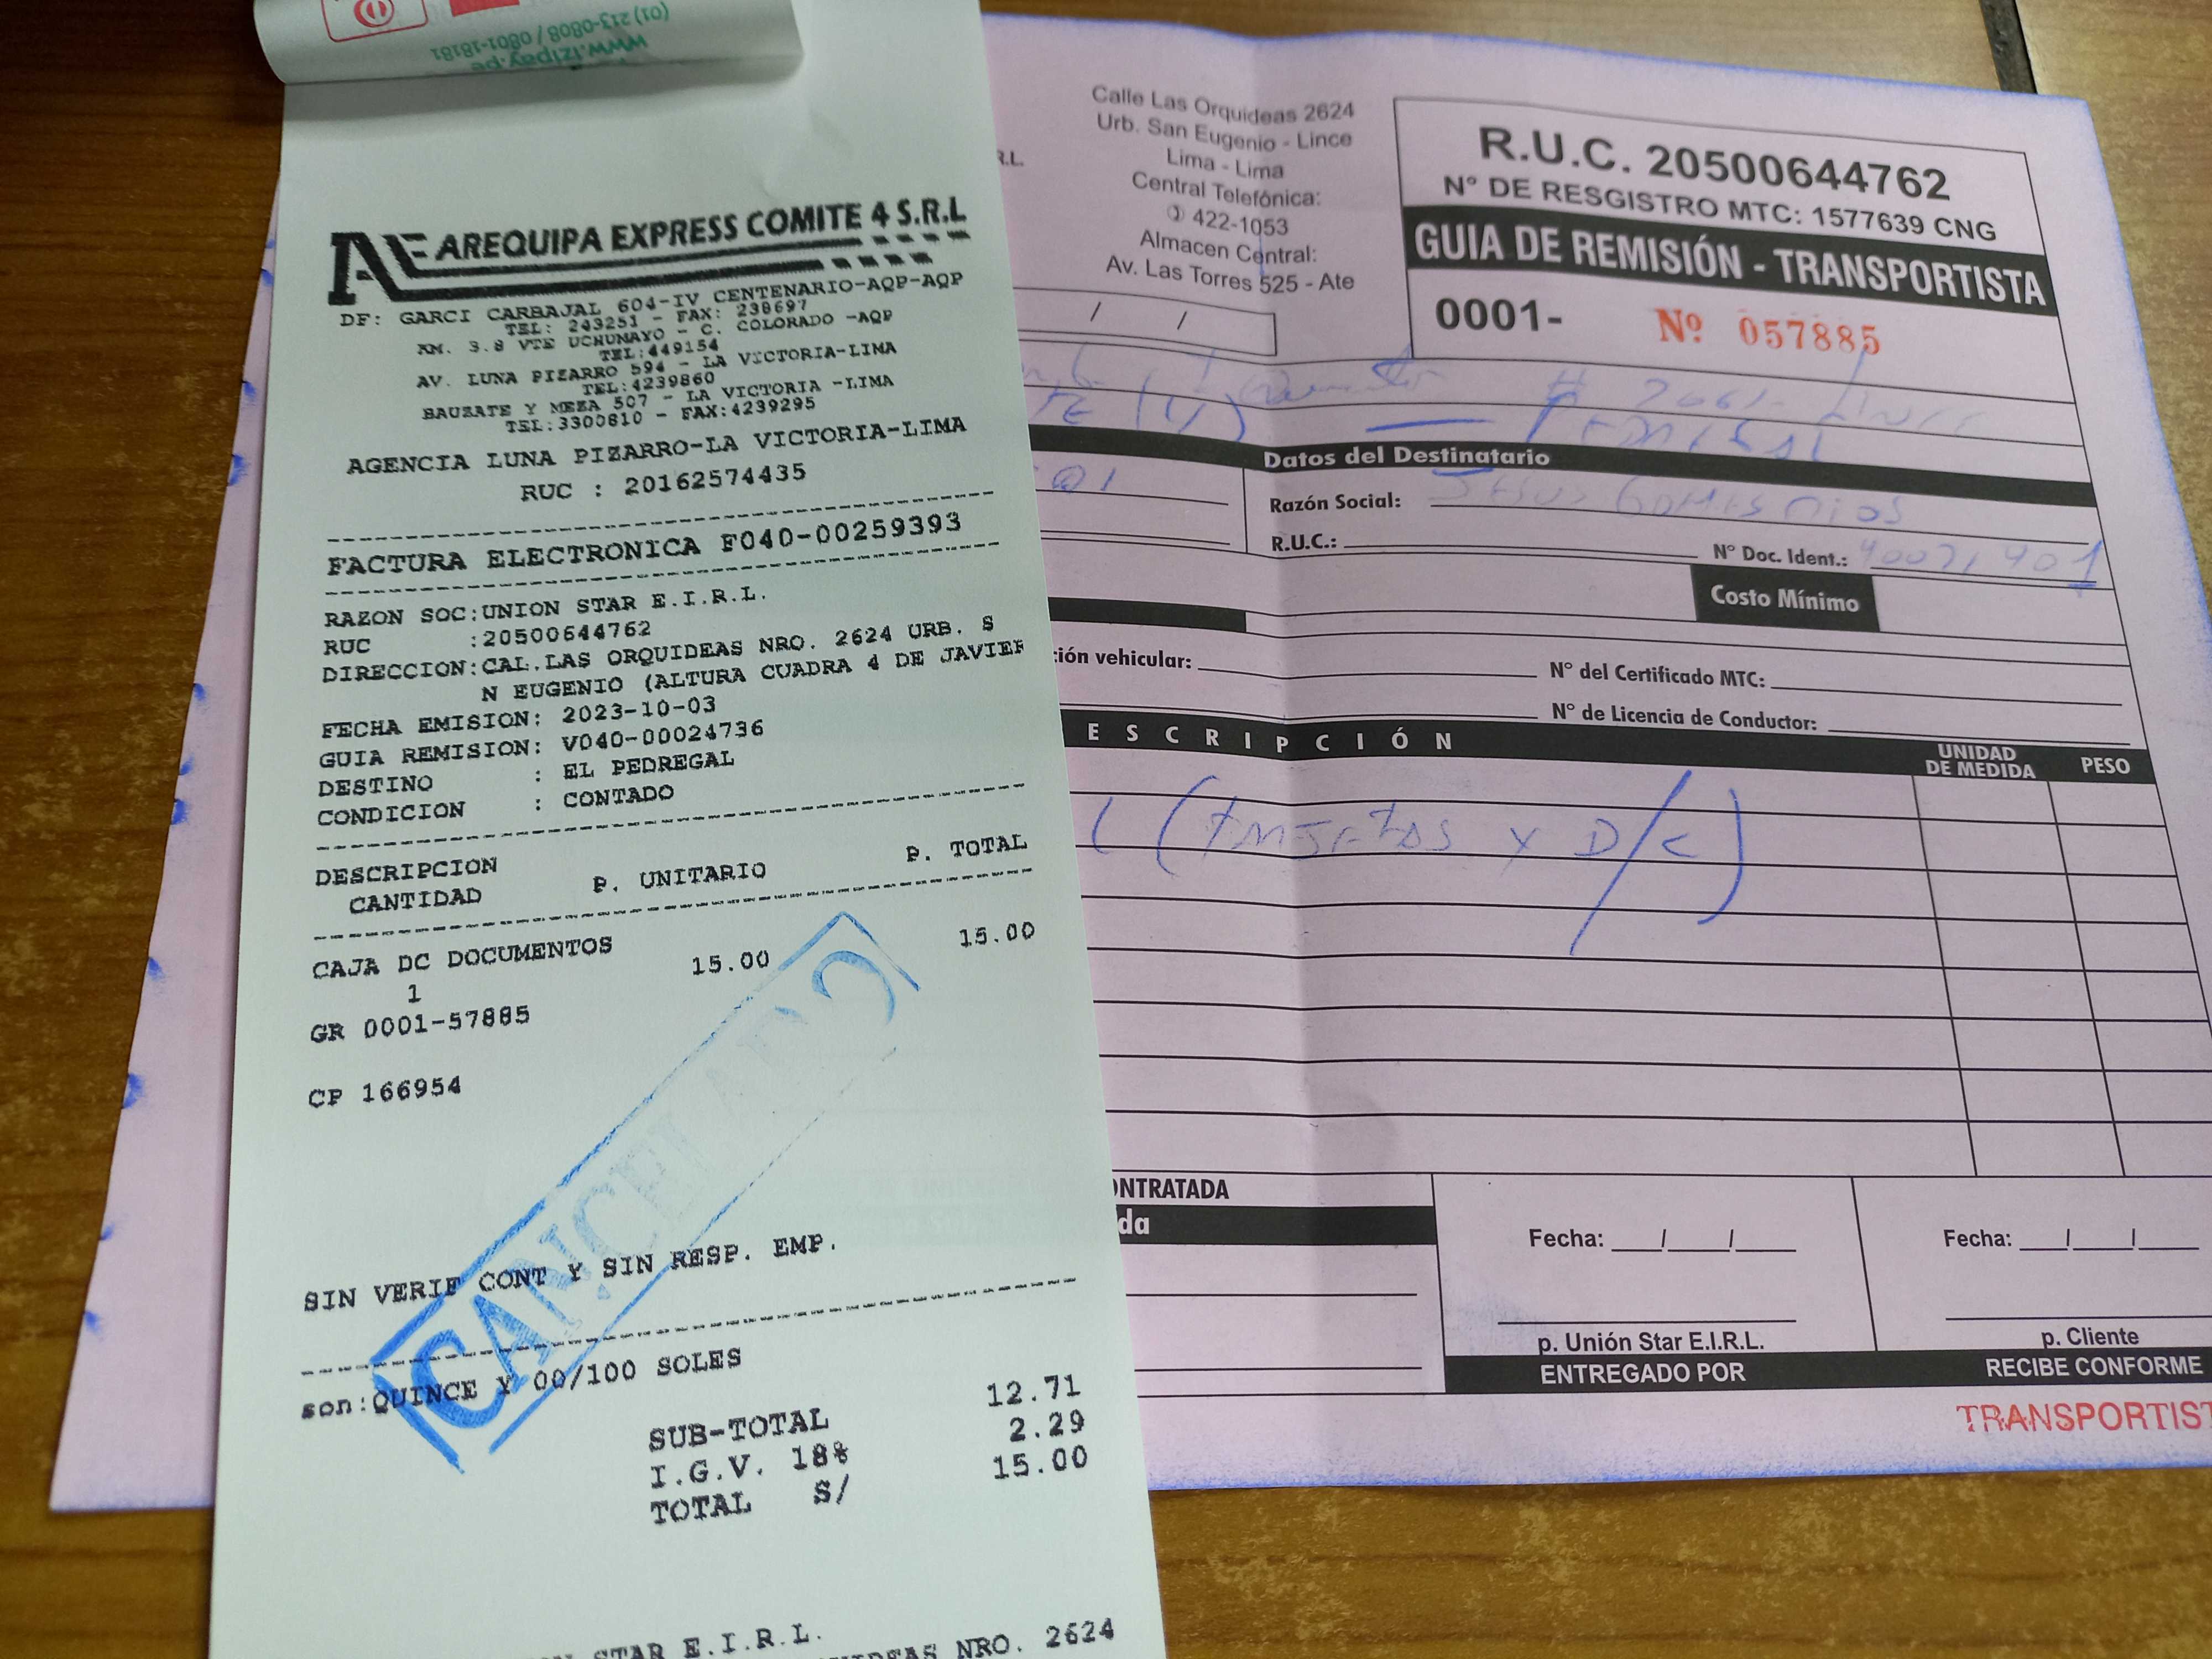 www.izipay.pe
(01) 213-0808 / 0801-18181
AREQUIPA EXPRESS COMITE 4 S.R.L
DF: GARCI CARBAJAL 604-IV CENTENARIO-AQP-AQP
TEL: 243251 - FAX: 238697
AM. 3.8 VTE UCHUMAYO - C. COLORADO -AQP
TEL:449154
AV. LUNA PIZARRO 594 - LA VICTORIA-LIMA
TEL:4239860
BAUZATE Y MEZA 507 - LA VICTORIA -LIMA
TEL:3300810 - FAX:4239295
AGENCIA LUNA PIZARRO-LA VICTORIA-LIMA
RUC : 20162574435
FACTURA ELECTRONICA F040-00259393
RAZON SOC:UNION STAR E.I.R.L.
RUC :20500644762
DIRECCION:CAL.LAS ORQUIDEAS NRO. 2624 URB. S
N EUGENIO (ALTURA CUADRA 4 DE JAVIER
FECHA EMISION: 2023-10-03
GUIA REMISION: V040-00024736
DESTINO : EL PEDREGAL
CONDICION : CONTADO
DESCRIPCION
CANTIDAD P. UNITARIO P. TOTAL
CAJA DC DOCUMENTOS
1 15.00 15.00
GR 0001-57885
CP 166954
CANCELADO
SIN VERIF CONT Y SIN RESP. EMP.
son:QUINCE Y 00/100 SOLES
SUB-TOTAL 12.71
I.G.V. 18% 2.29
TOTAL S/ 15.00
STAR E.I.R.L.
NRO. 2624
R.L.
Calle Las Orquideas 2624
Urb. San Eugenio - Lince
Lima - Lima
Central Telefónica:
422-1053
Almacen Central:
Av. Las Torres 525 - Ate
R.U.C. 20500644762
N° DE RESGISTRO MTC: 1577639 CNG
GUIA DE REMISIÓN - TRANSPORTISTA
0001- Nº 057885
/ /
Datos del Destinatario
Razón Social:
R.U.C.: N° Doc. Ident.:
Costo Mínimo
ión vehicular: N° del Certificado MTC:
N° de Licencia de Conductor:
ESCRIPCIÓN UNIDAD DE MEDIDA PESO
Y D/C)
ONTRATADA
da
Fecha: / / Fecha: / /
p. Unión Star E.I.R.L. p. Cliente
ENTREGADO POR RECIBE CONFORME
TRANSPORTIST